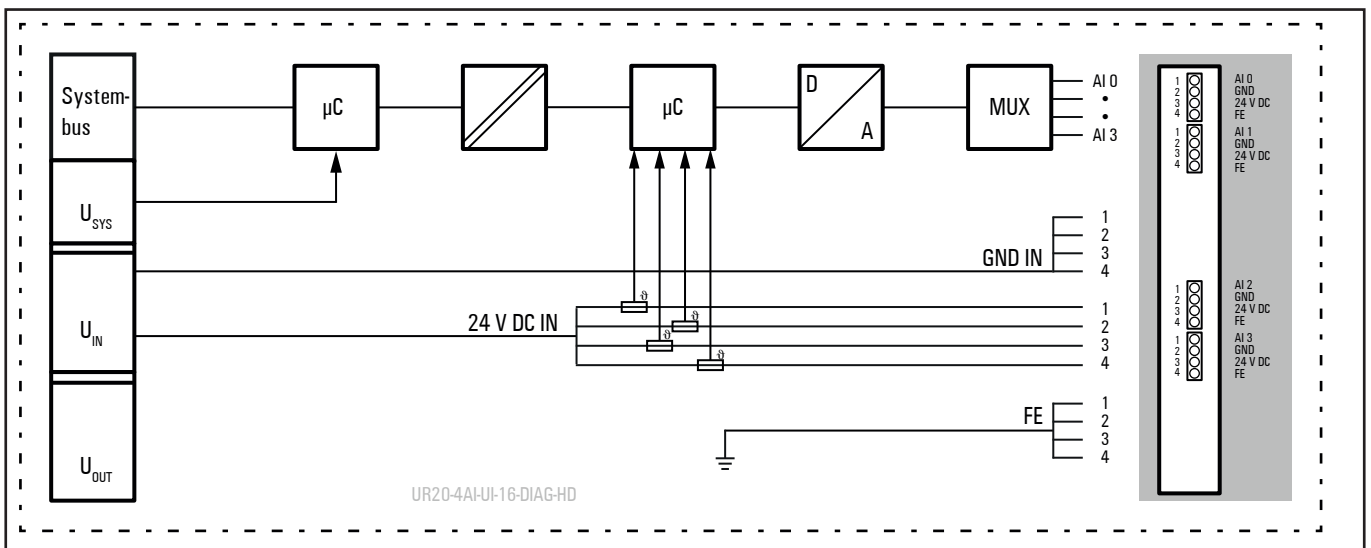 System-
bus
µC
µC
D
A
MUX
AI 0
•
•
AI 3
U SYS
GND IN
1
2
3
4
U IN
24 V DC IN
ϑ
ϑ
ϑ
ϑ
1
2
3
4
FE
1
2
3
4
U OUT
UR20-4AI-UI-16-DIAG-HD
1 AI 0
2 GND
3 24 V DC
4 FE
1 AI 1
2 GND
3 24 V DC
4 FE
1 AI 2
2 GND
3 24 V DC
4 FE
1 AI 3
2 GND
3 24 V DC
4 FE